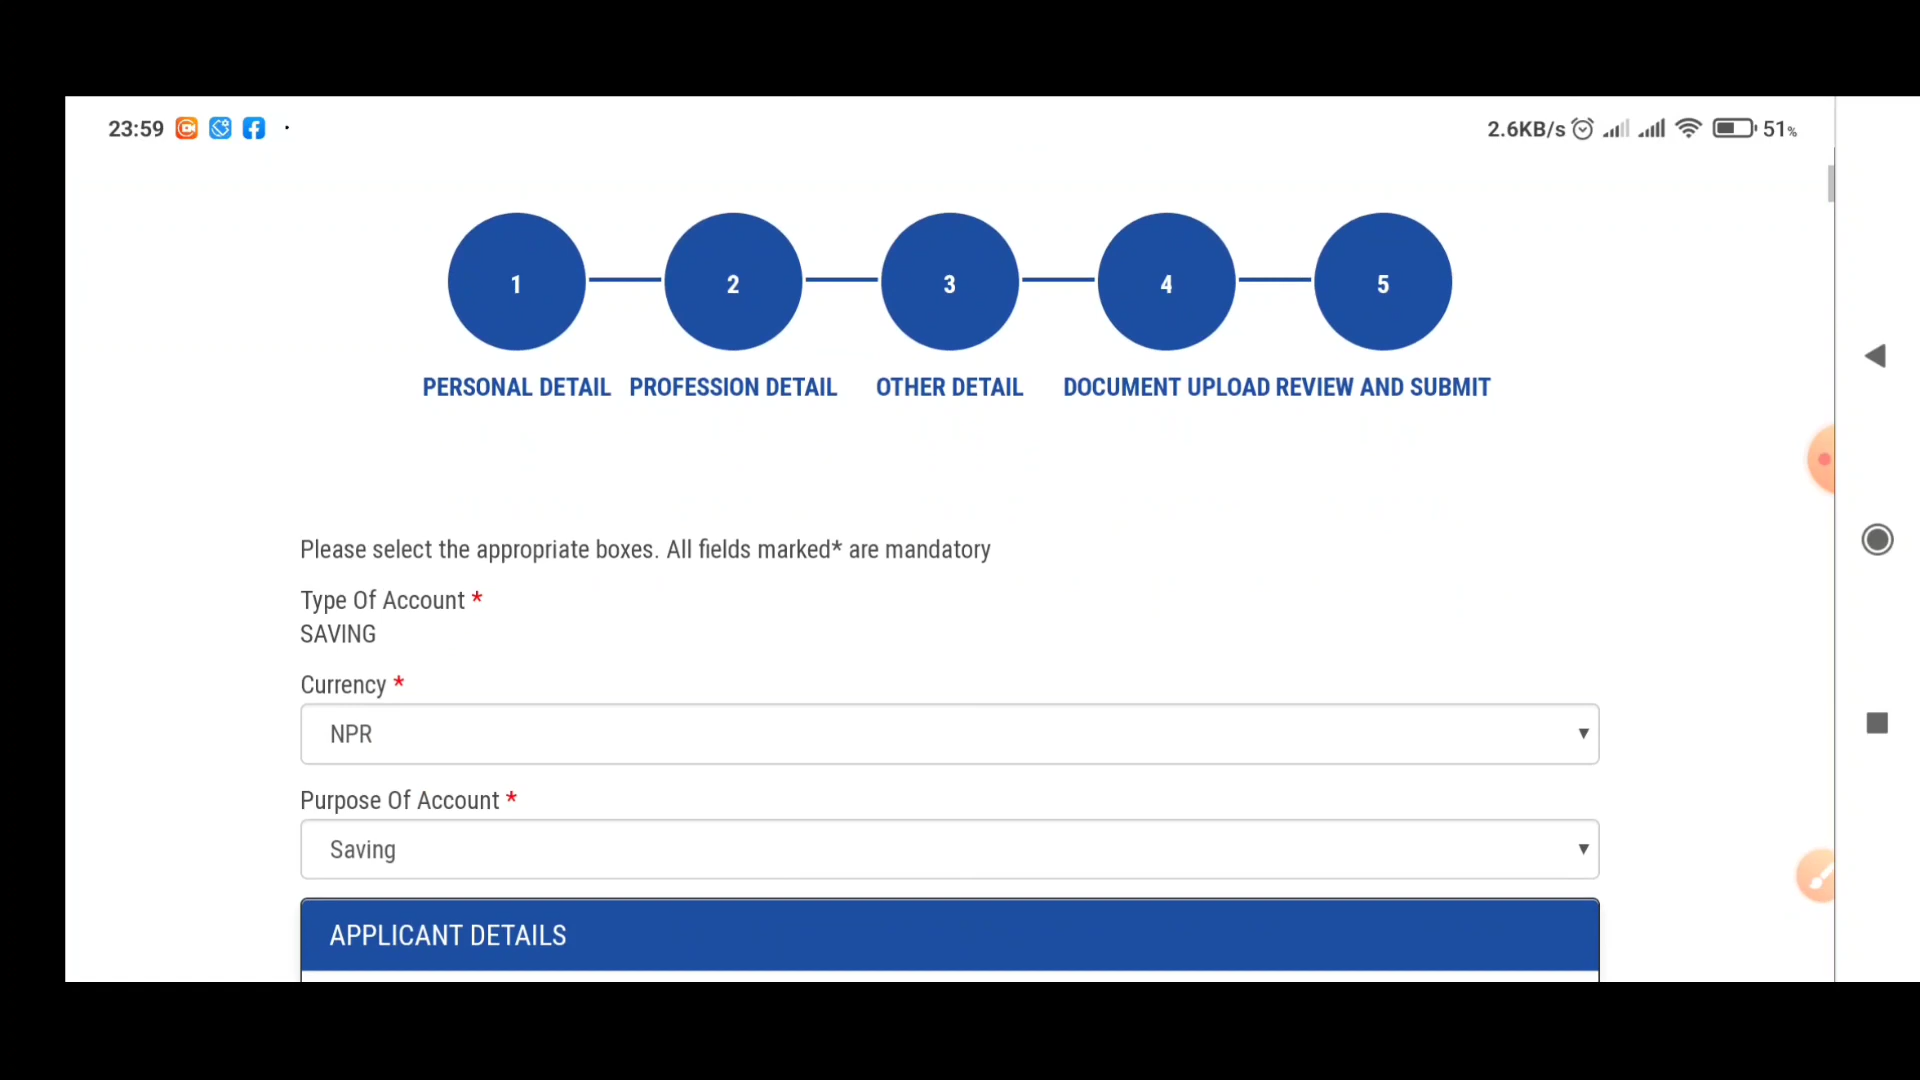 23:59 2.6KB/s 51%
1 2 3 4 5
PERSONAL DETAIL PROFESSION DETAIL OTHER DETAIL DOCUMENT UPLOAD REVIEW AND SUBMIT
Please select the appropriate boxes. All fields marked* are mandatory
Type Of Account *
SAVING
Currency *
NPR
Purpose Of Account *
Saving
APPLICANT DETAILS